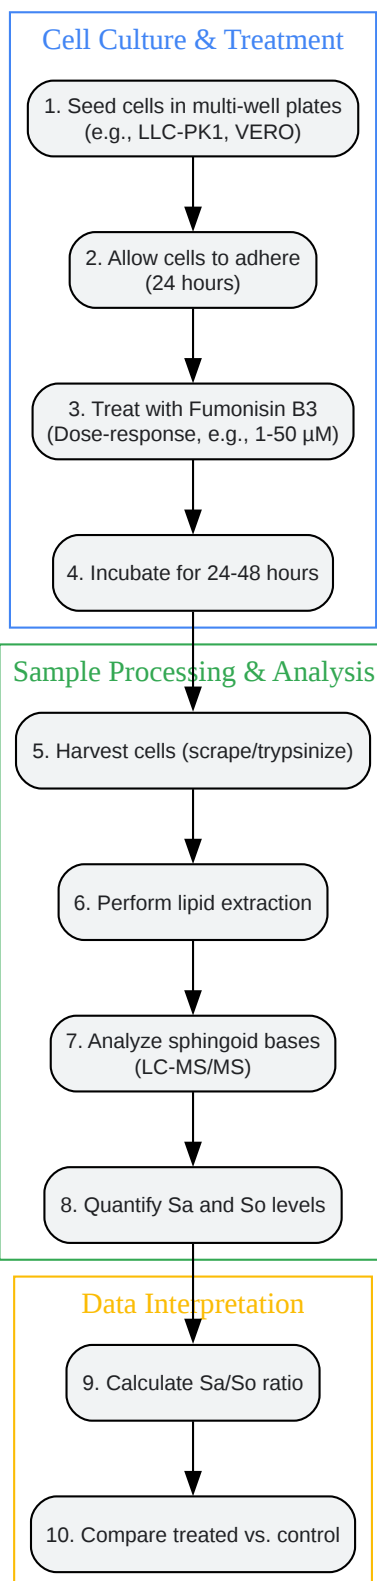 Cell Culture & Treatment
1. Seed cells in multi-well plates
(e.g., LLC-PK1, VERO)
2. Allow cells to adhere
(24 hours)
3. Treat with Fumonisin B3
(Dose-response, e.g., 1-50 µM)
4. Incubate for 24-48 hours
Sample Processing & Analysis
5. Harvest cells (scrape/trypsinize)
6. Perform lipid extraction
7. Analyze sphingoid bases
(LC-MS/MS)
8. Quantify Sa and So levels
Data Interpretation
9. Calculate Sa/So ratio
10. Compare treated vs. control